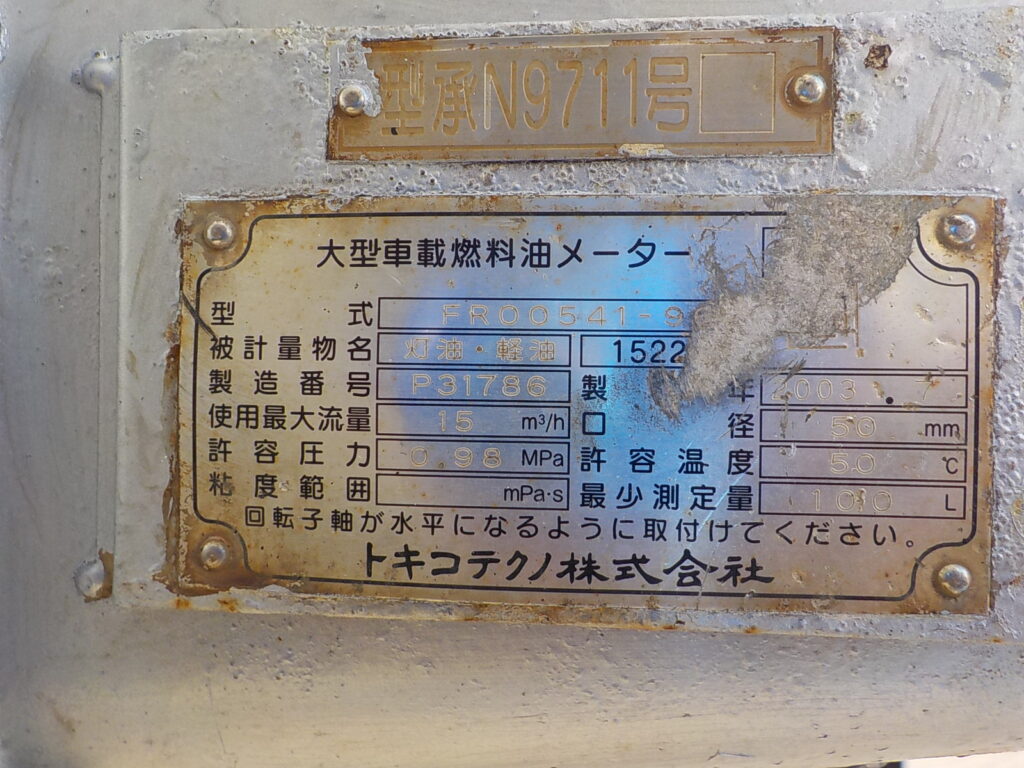 型承N9711号
大型車載燃料油メーター
型式 FR00541-9
被計量物名 灯油・軽油 1522
製造番号 P31786 製 年 2003. 7
使用最大流量 15 m³/h 口径 50 mm
許容圧力 0.98 MPa 許容温度 50 ℃
粘度範囲 mPa·s 最少測定量 100 L
回転子軸が水平になるように取付けてください。
トキコテクノ株式会社